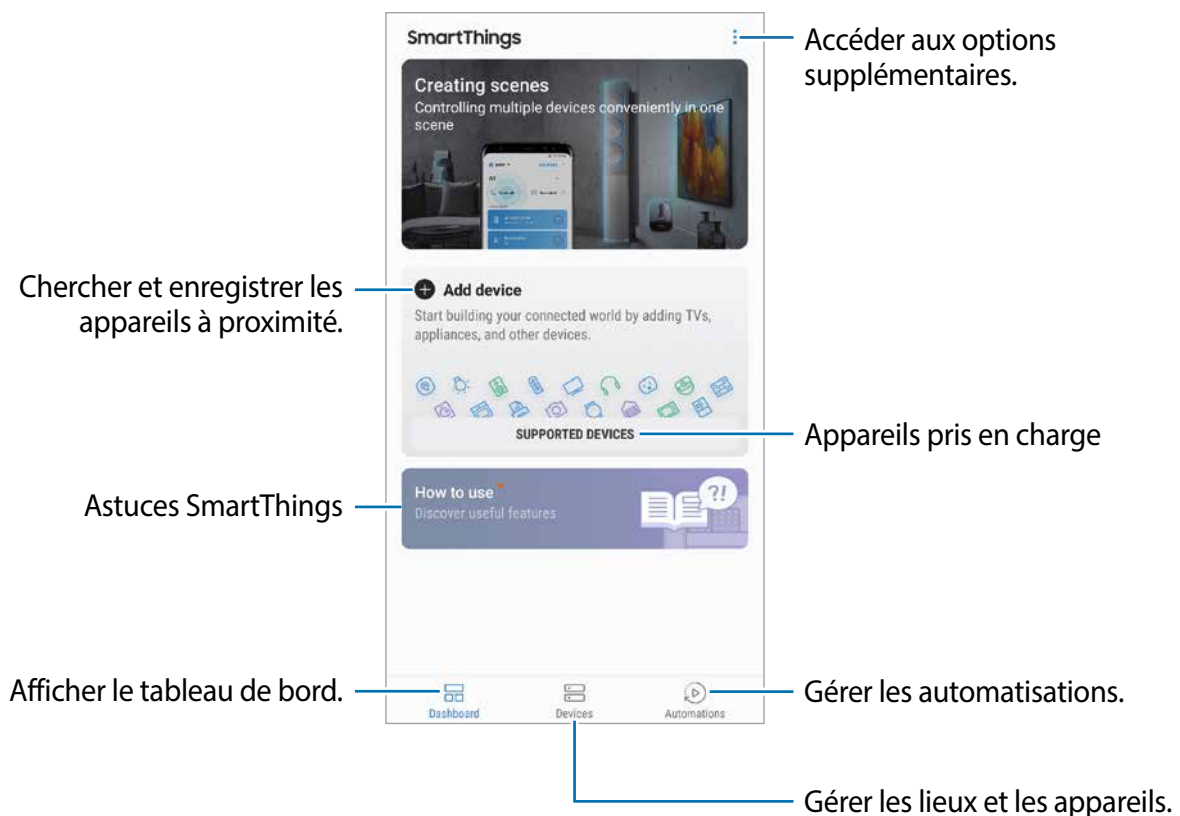 SmartThings
Accéder aux options
supplémentaires.
Creating scenes
Controlling multiple devices conveniently in one
scene
Chercher et enregistrer les
appareils à proximité.
Add device
Start building your connected world by adding TVs,
appliances, and other devices.
SUPPORTED DEVICES
Appareils pris en charge
Astuces SmartThings
How to use
Discover useful features
?!
Afficher le tableau de bord.
Dashboard
Devices
Automations
Gérer les automatisations.
Gérer les lieux et les appareils.